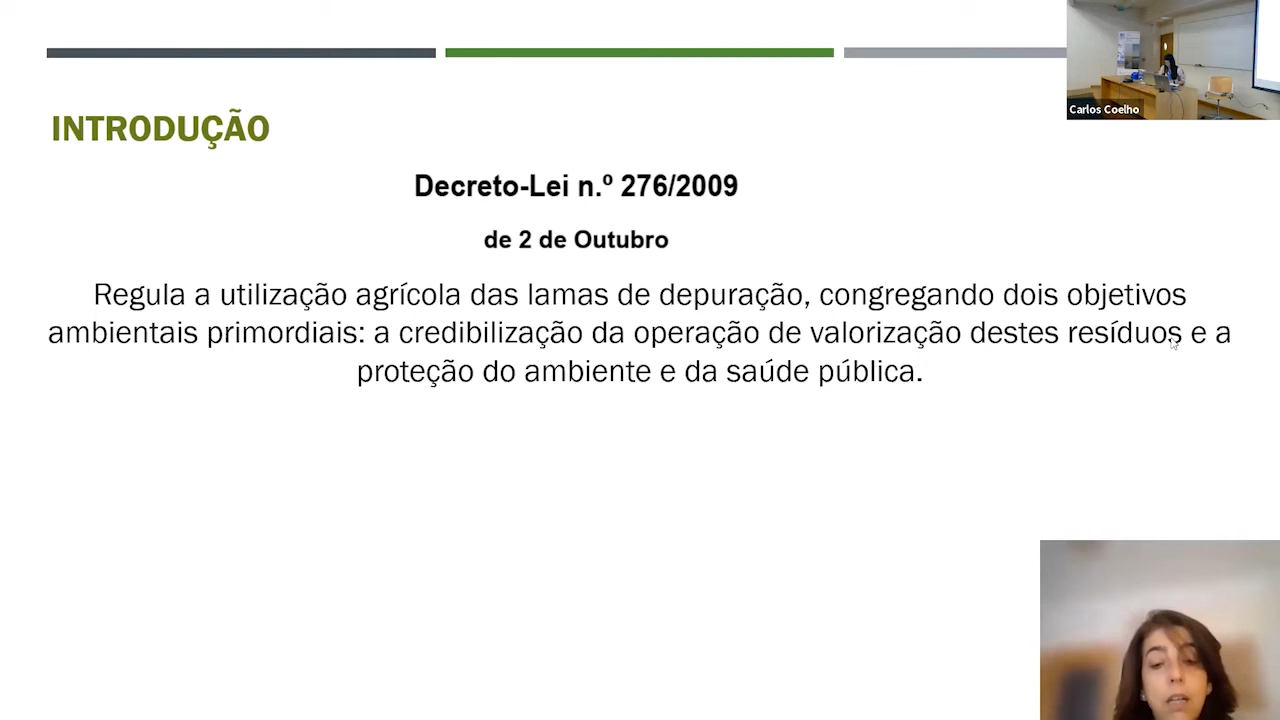 Carlos Coelho
INTRODUÇÃO
Decreto-Lei n.º 276/2009
de 2 de Outubro
Regula a utilização agrícola das lamas de depuração, congregando dois objetivos
ambientais primordiais: a credibilização da operação de valorização destes resíduos e a
proteção do ambiente e da saúde pública.